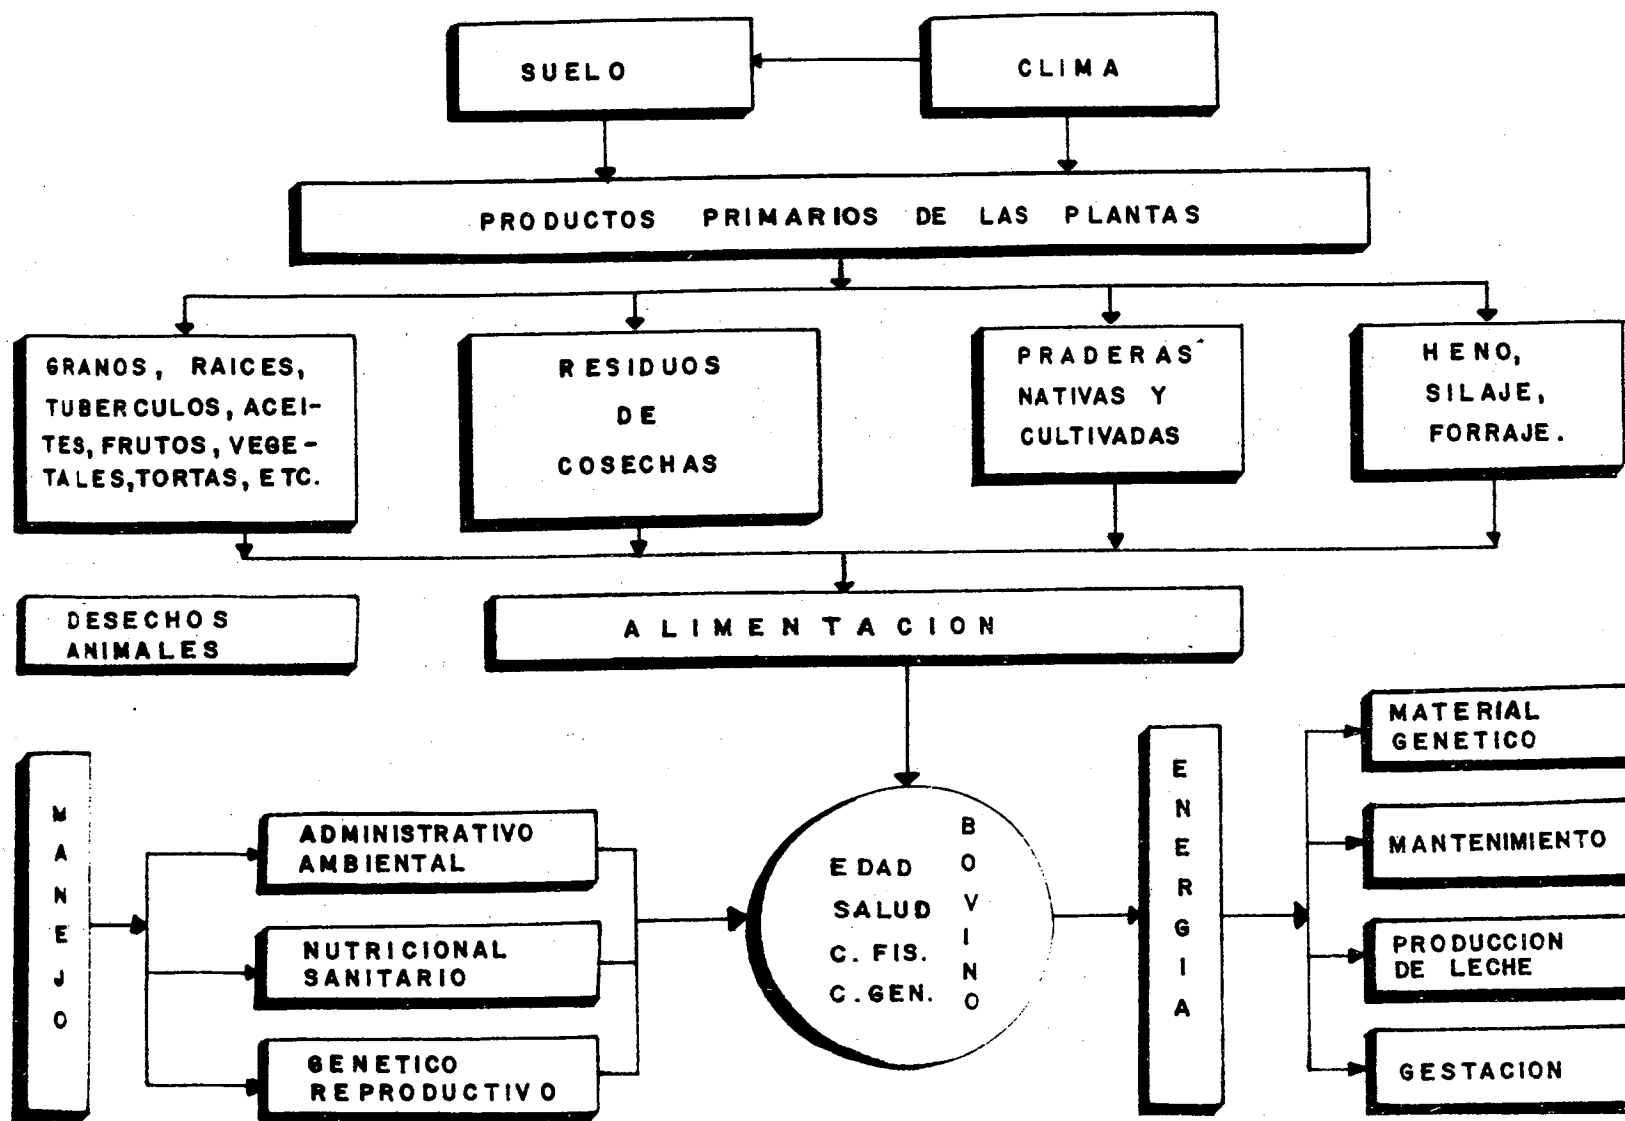 SUELO
CLIMA
PRODUCTOS PRIMARIOS DE LAS PLANTAS
GRANOS, RAICES,
TUBERCULOS, ACEI-
TES, FRUTOS, VEGE-
TALES, TORTAS, ETC.
RESIDUOS
DE
COSECHAS
PRADERAS
NATIVAS Y
CULTIVADAS
HENO,
SILAJE,
FORRAJE.
DESECHOS
ANIMALES
ALIMENTACION
MANEJO
ADMINISTRATIVO
AMBIENTAL
NUTRICIONAL
SANITARIO
GENETICO
REPRODUCTIVO
EDAD
SALUD
C. FIS.
C. GEN.
BOVINO
ENERGIA
MATERIAL
GENETICO
MANTENIMIENTO
PRODUCCION
DE LECHE
GESTACION